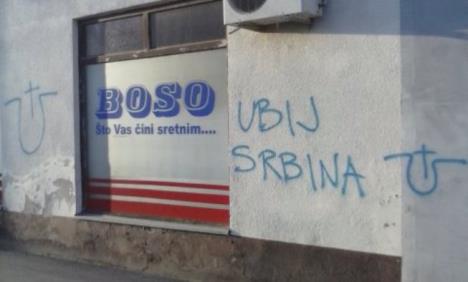 BOSO
Što Vas čini sretnim....
UBIJ
SRBINA